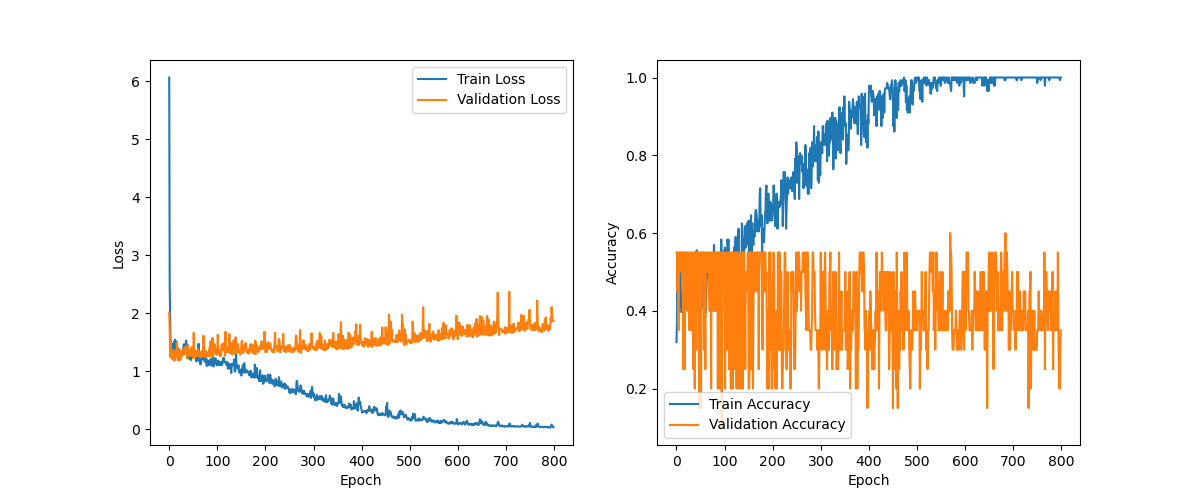 6
5
4
3
2
1
0
Loss
0 100 200 300 400 500 600 700 800
Epoch
Train Loss
Validation Loss
1.0
0.8
0.6
0.4
0.2
Accuracy
0 100 200 300 400 500 600 700 800
Epoch
Train Accuracy
Validation Accuracy